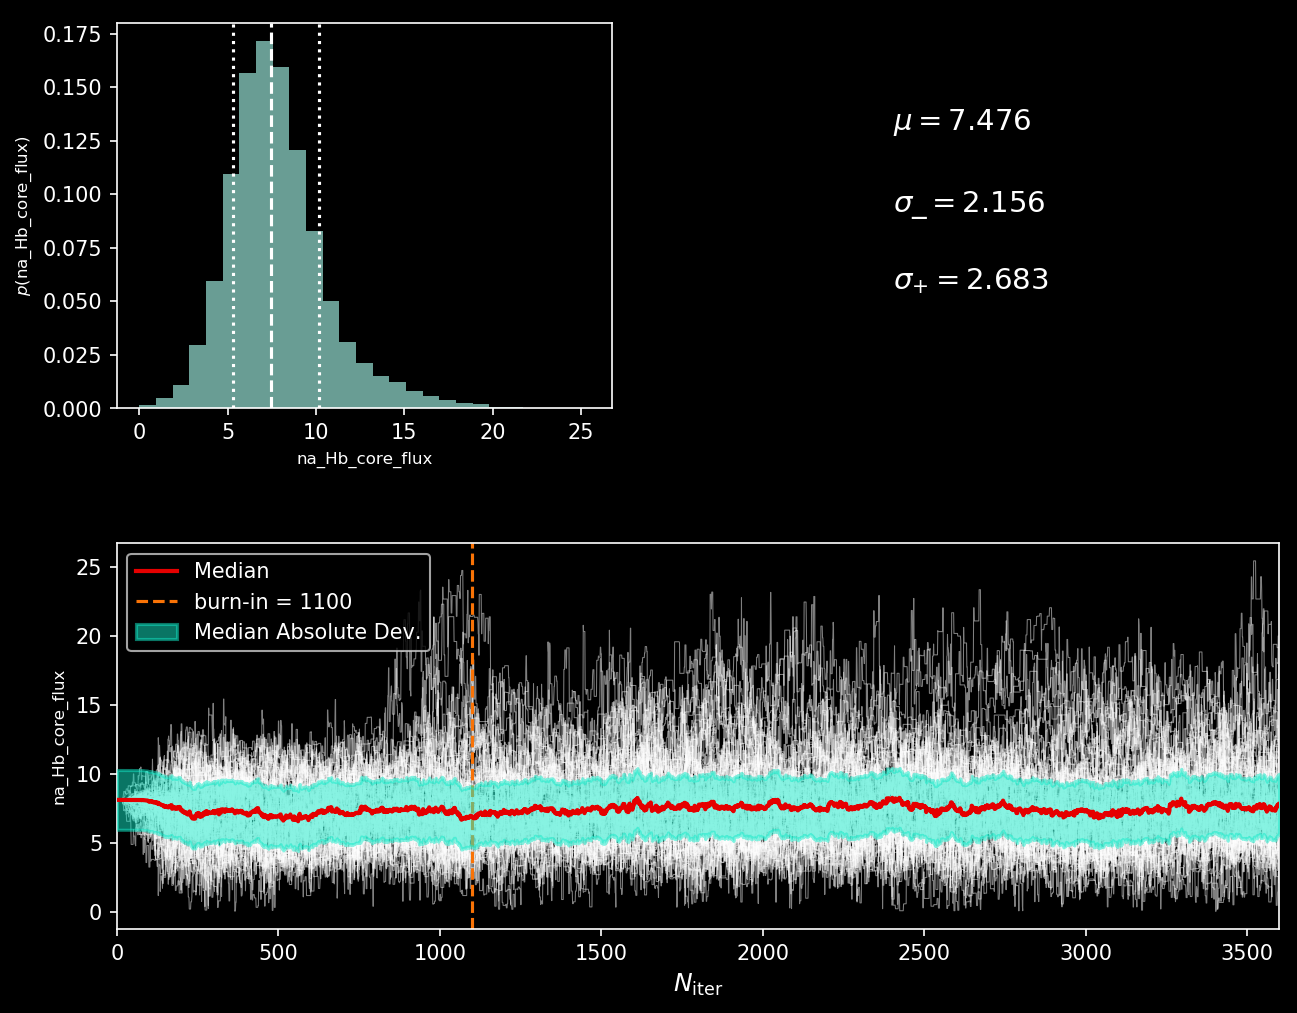 0.175
0.150
0.125
0.100
0.075
0.050
0.025
0.000
p(na_Hb_core_flux)
0 5 10 15 20 25
na_Hb_core_flux
μ = 7.476
σ₋ = 2.156
σ₊ = 2.683
25
20
15
10
5
0
na_Hb_core_flux
Median
burn-in = 1100
Median Absolute Dev.
0 500 1000 1500 2000 2500 3000 3500
N_iter